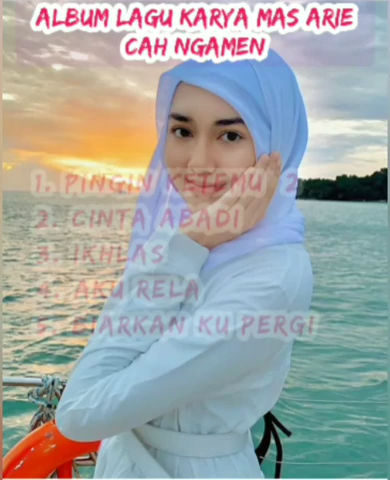 ALBUM LAGU KARYA MAS ARIE
CAH NGAMEN
1. PINGIN KETEMU 2
2. CINTA ABADI
3. IKHLAS
4. AKU RELA
5. BIARKAN KU PERGI